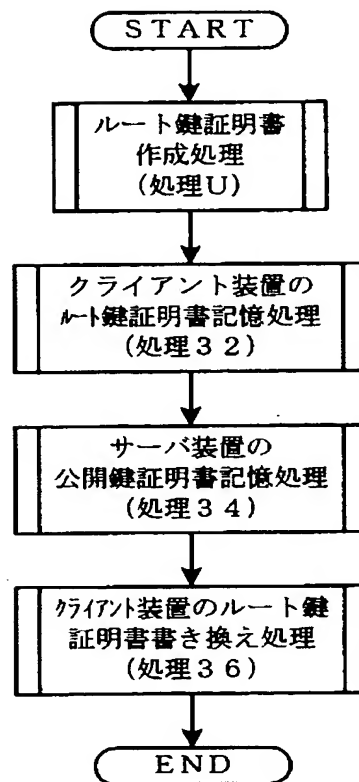 START
ルート鍵証明書
作成処理
(処理U)
クライアント装置の
ﾙｰﾄ鍵証明書記憶処理
(処理32)
サーバ装置の
公開鍵証明書記憶処理
(処理34)
ｸﾗｲｱﾝﾄ装置のルート鍵
証明書書き換え処理
(処理36)
END